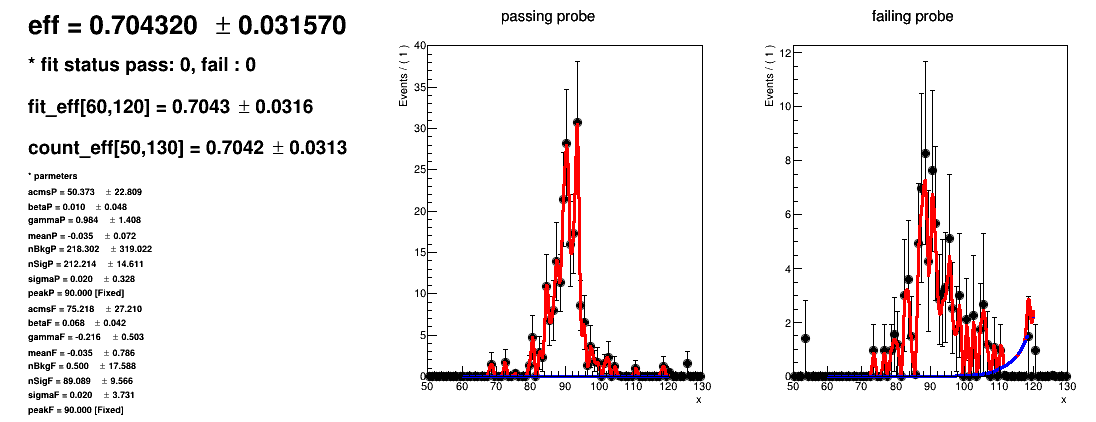 eff = 0.704320 ± 0.031570
* fit status pass: 0, fail : 0
fit_eff[60,120] = 0.7043 ± 0.0316
count_eff[50,130] = 0.7042 ± 0.0313
* parmeters
acmsP = 50.373 ± 22.809
betaP = 0.010 ± 0.048
gammaP = 0.984 ± 1.408
meanP = -0.035 ± 0.072
nBkgP = 218.302 ± 319.022
nSigP = 212.214 ± 14.611
sigmaP = 0.020 ± 0.328
peakP = 90.000 [Fixed]
acmsF = 75.218 ± 27.210
betaF = 0.068 ± 0.042
gammaF = -0.216 ± 0.503
meanF = -0.035 ± 0.786
nBkgF = 0.500 ± 17.588
nSigF = 89.089 ± 9.566
sigmaF = 0.020 ± 3.731
peakF = 90.000 [Fixed]
passing probe
Events / ( 1 )
40
35
30
25
20
15
10
5
0
50 60 70 80 90 100 110 120 130
x
failing probe
Events / ( 1 )
12
10
8
6
4
2
0
50 60 70 80 90 100 110 120 130
x